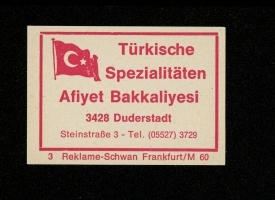 Türkische
Spezialitäten
Afiyet Bakkaliyesi
3428 Duderstadt
Steinstraße 3 - Tel. (05527) 3729
3 Reklame-Schwan Frankfurt/M 60